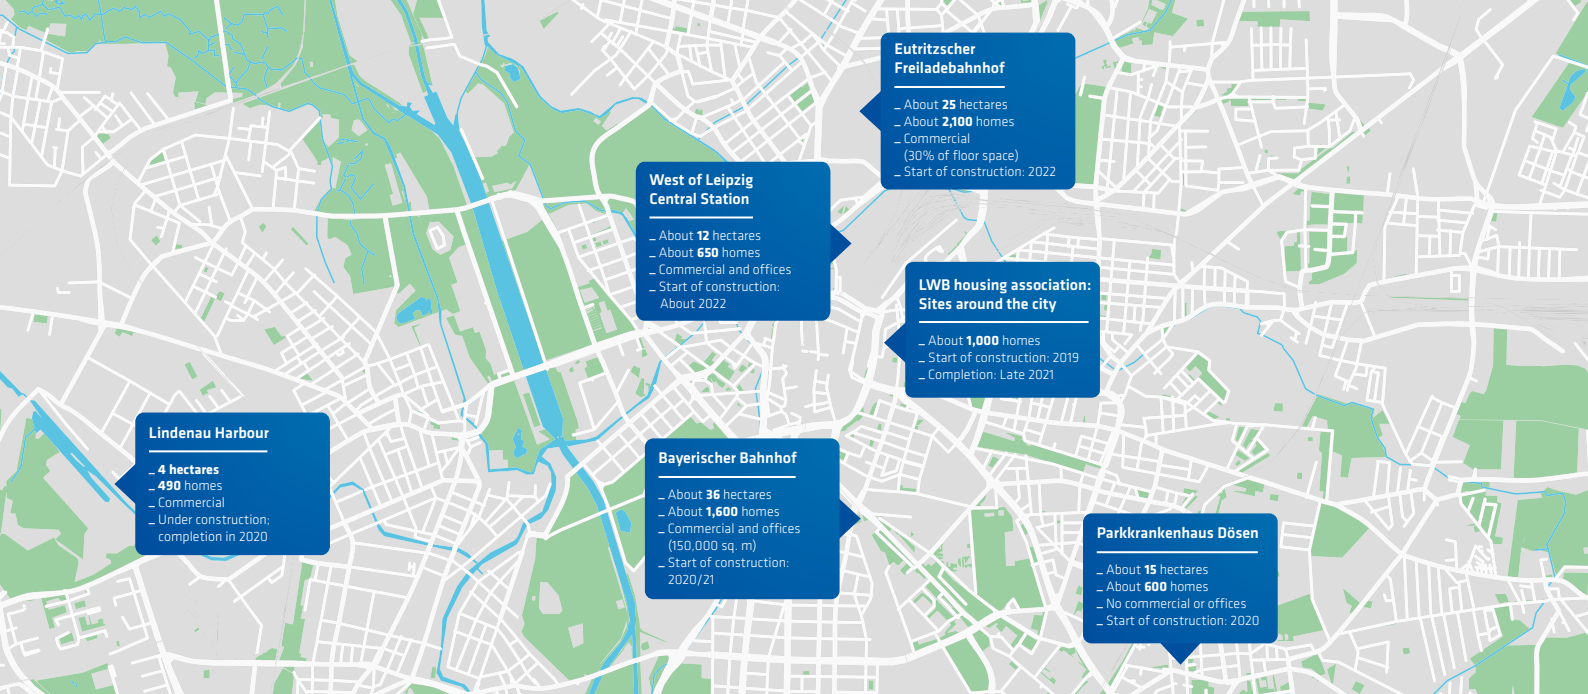 Eutritzscher
Freiladebahnhof
_ About 25 hectares
_ About 2,100 homes
_ Commercial
(30% of floor space)
_ Start of construction: 2022
West of Leipzig
Central Station
_ About 12 hectares
_ About 650 homes
_ Commercial and offices
_ Start of construction:
About 2022
LWB housing association:
Sites around the city
_ About 1,000 homes
_ Start of construction: 2019
_ Completion: Late 2021
Lindenau Harbour
_ 4 hectares
_ 490 homes
_ Commercial
_ Under construction;
completion in 2020
Bayerischer Bahnhof
_ About 36 hectares
_ About 1,600 homes
_ Commercial and offices
(150,000 sq. m)
_ Start of construction:
2020/21
Parkkrankenhaus Dösen
_ About 15 hectares
_ About 600 homes
_ No commercial or offices
_ Start of construction: 2020